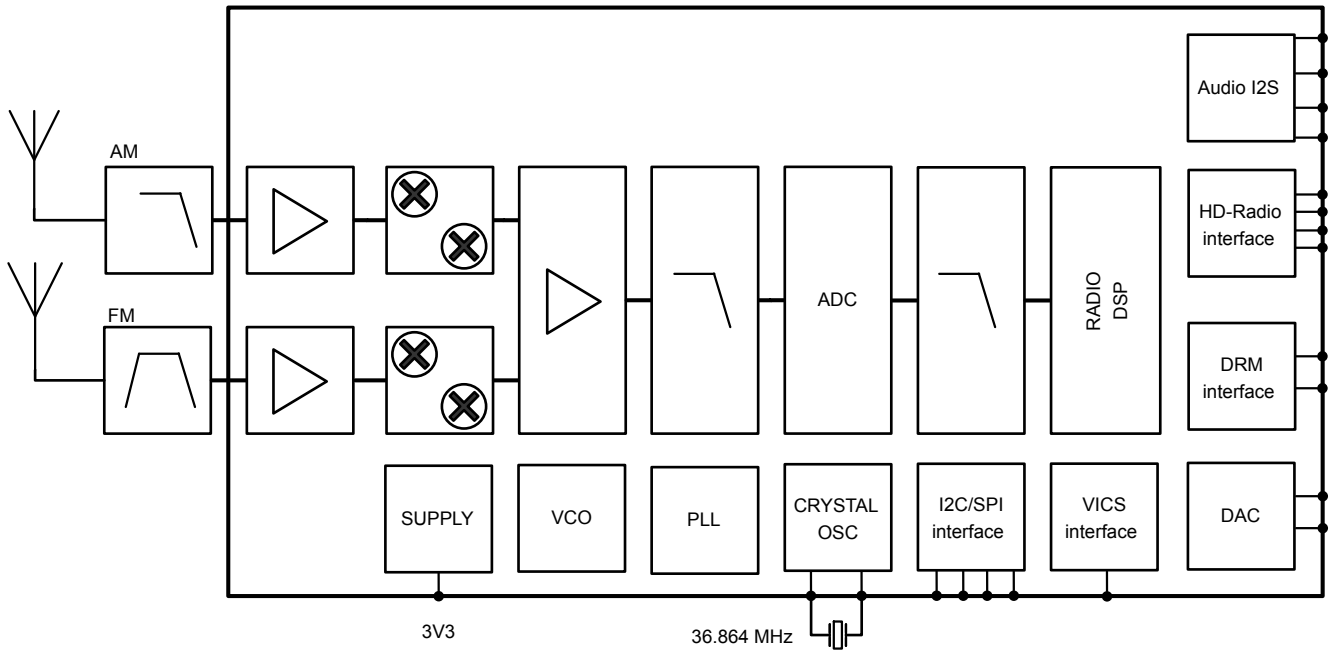 Audio I2S
AM
HD-Radio
interface
ADC
RADIO
DSP
FM
DRM
interface
SUPPLY
VCO
PLL
CRYSTAL
OSC
I2C/SPI
interface
VICS
interface
DAC
3V3
36.864 MHz